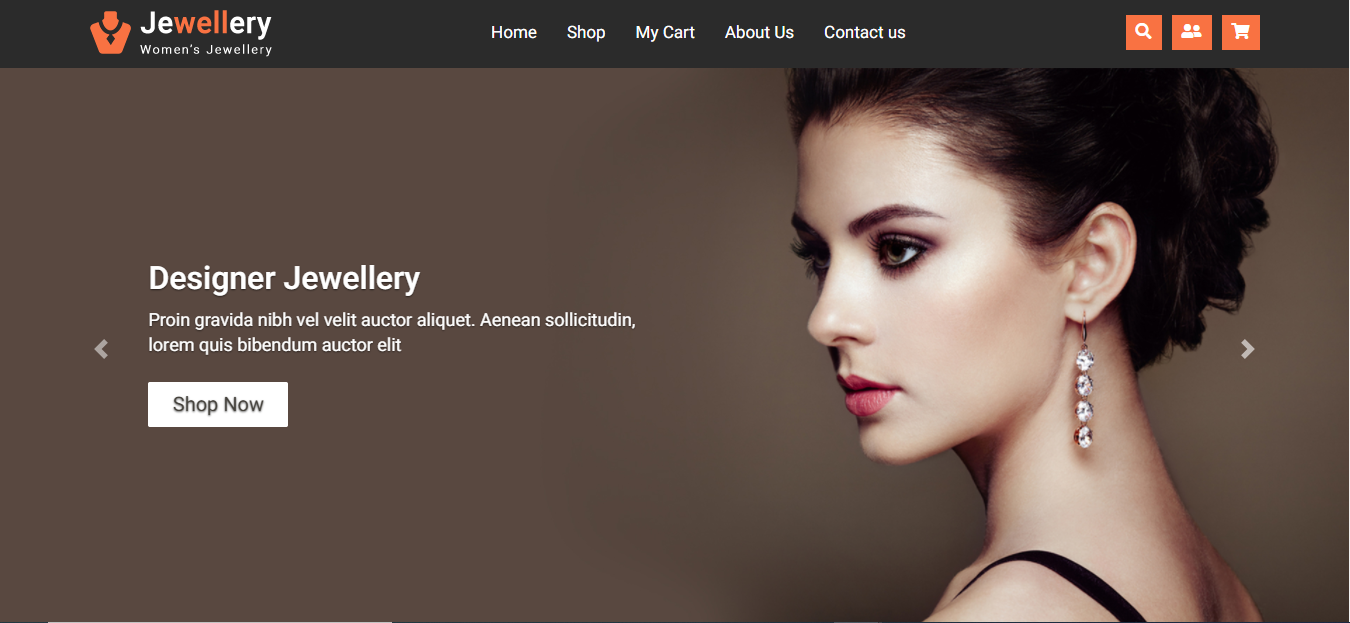 Jewellery
Women's Jewellery
Home Shop My Cart About Us Contact us
Designer Jewellery
Proin gravida nibh vel velit auctor aliquet. Aenean sollicitudin,
lorem quis bibendum auctor elit
Shop Now